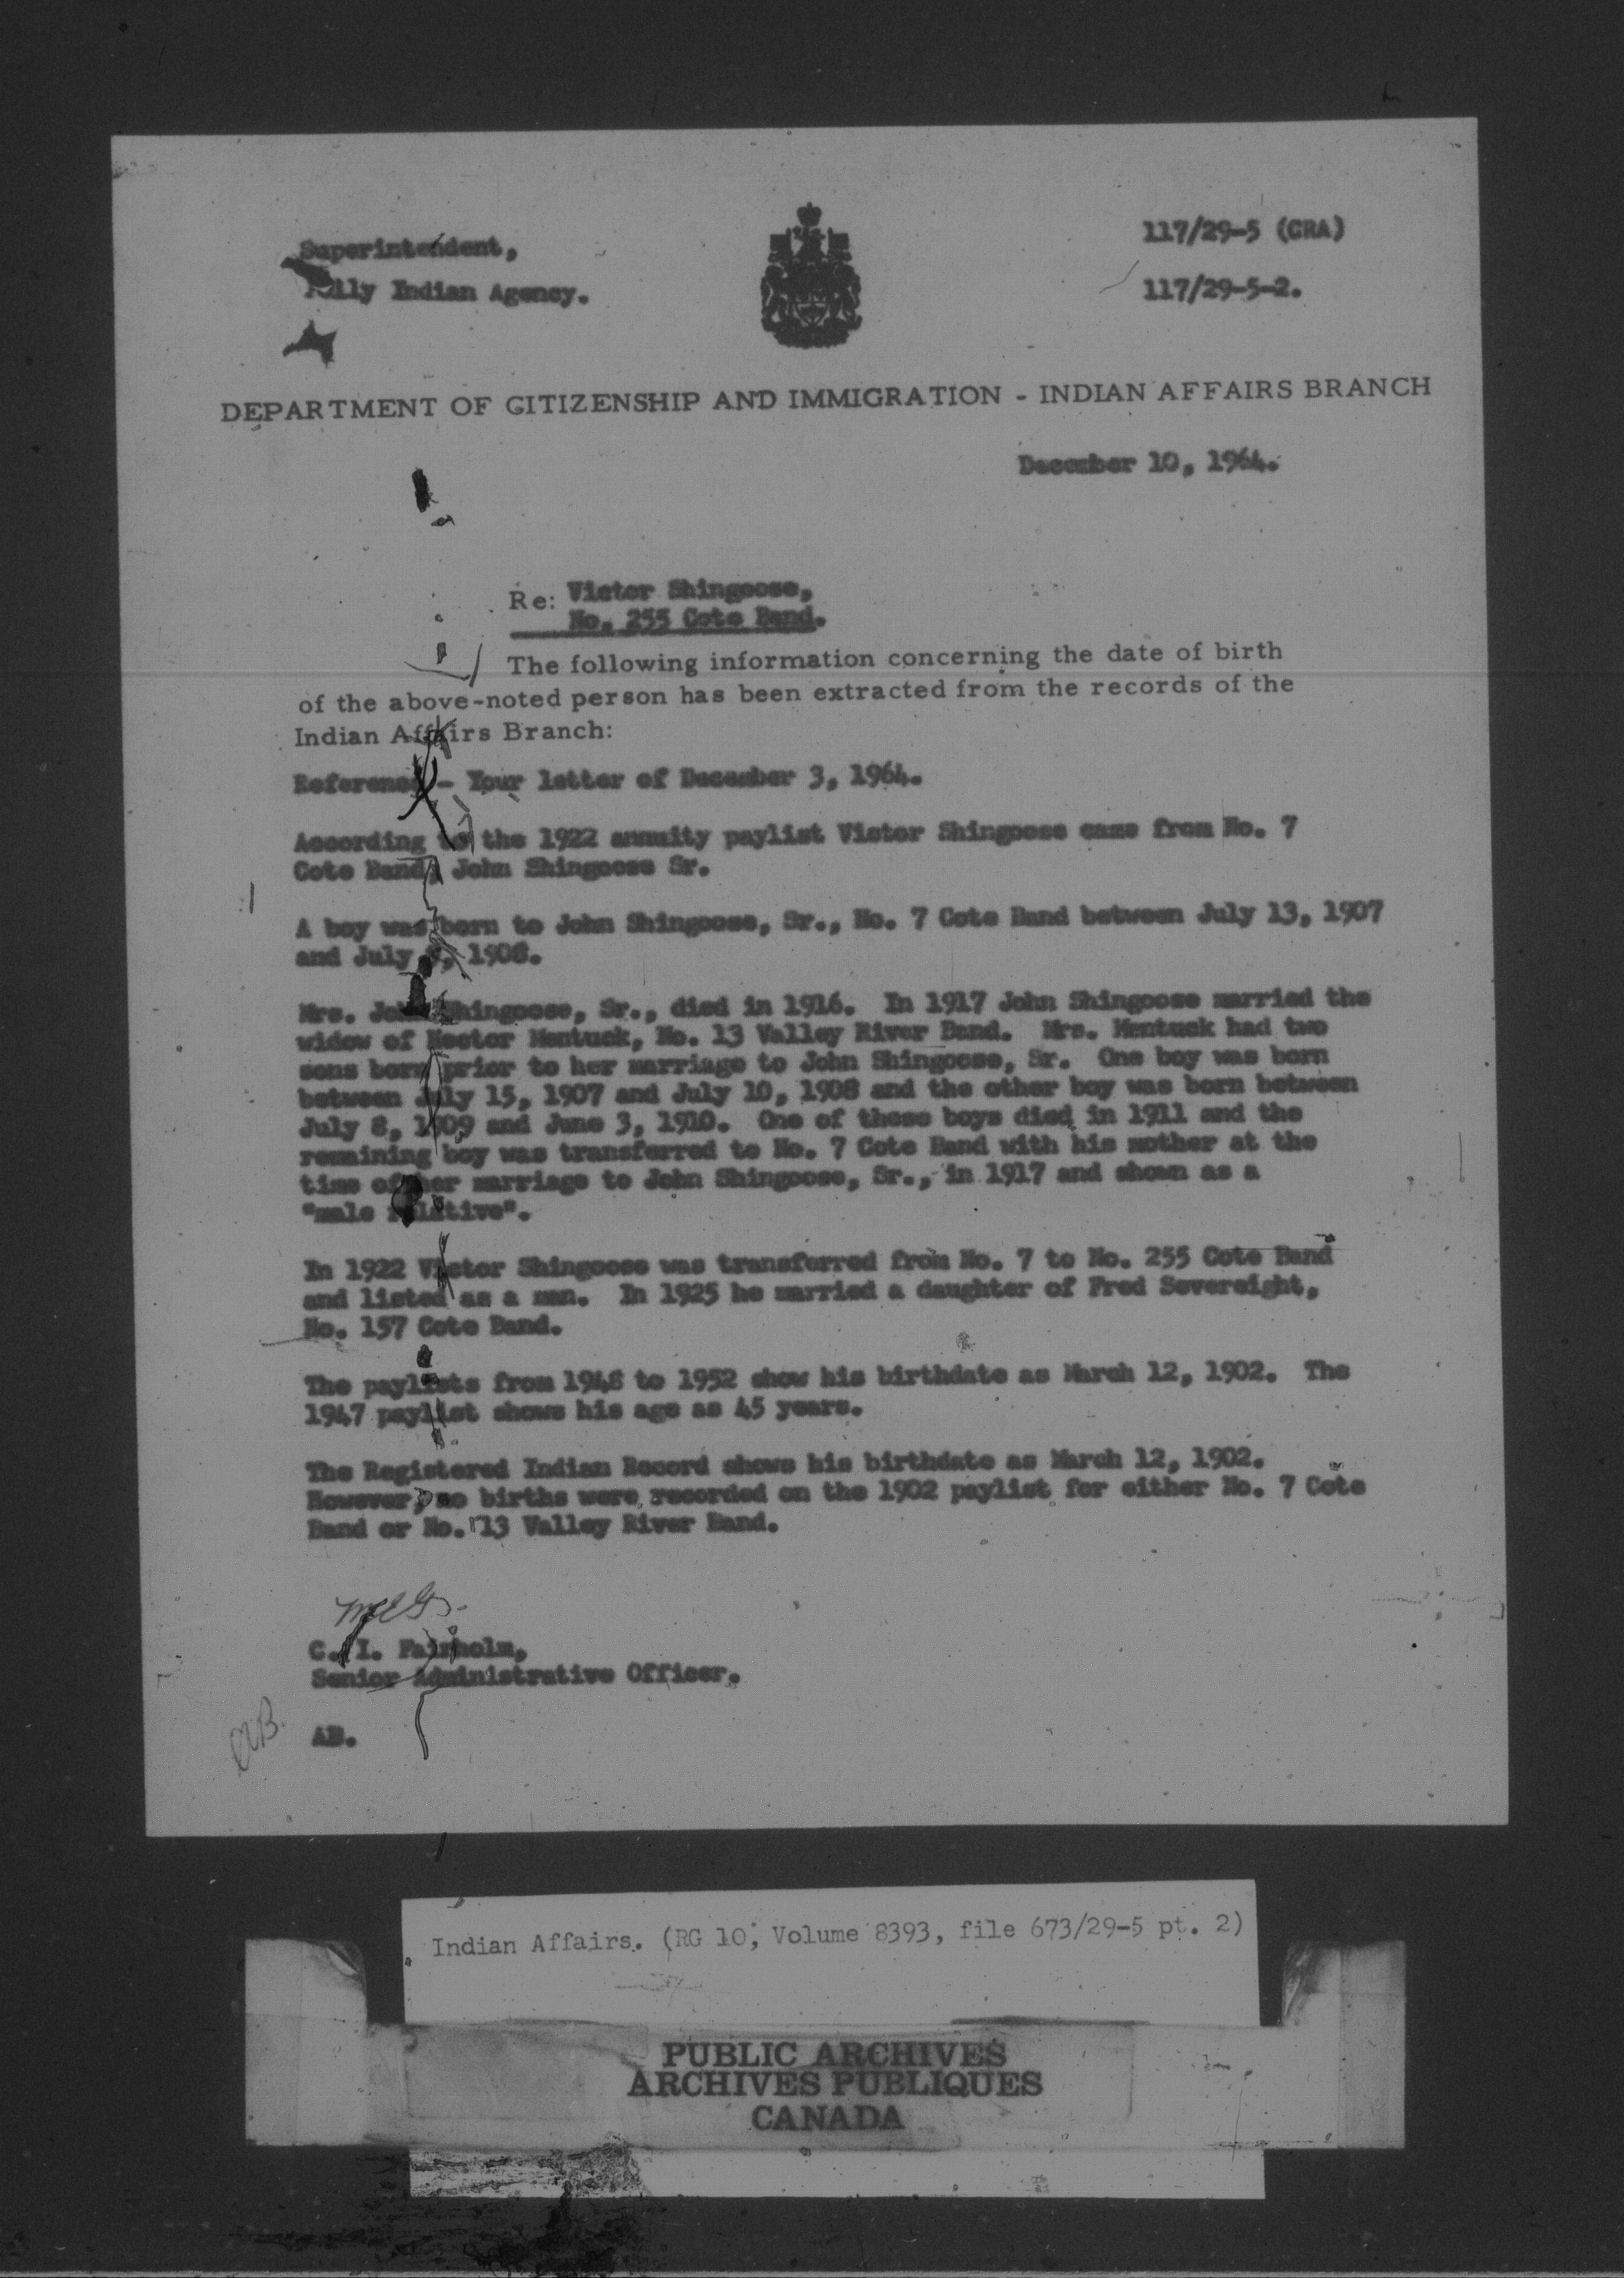 Superintendent,
Pelly Indian Agency.
117/29-5 (CRA)
117/29-5-2.
DEPARTMENT OF CITIZENSHIP AND IMMIGRATION - INDIAN AFFAIRS BRANCH
December 10, 1964.
Re: Victor Shingoose,
No. 255 Cote Band.
The following information concerning the date of birth
of the above-noted person has been extracted from the records of the
Indian Affairs Branch:
Reference - Your letter of December 3, 1964.
According to the 1922 annuity paylist Victor Shingoose came from No. 7
Cote Band, John Shingoose Sr.
A boy was born to John Shingoose, Sr., No. 7 Cote Band between July 13, 1907
and July , 1908.
Mrs. John Shingoose, Sr., died in 1916. In 1917 John Shingoose married the
widow of Hector Mentuck, No. 13 Valley River Band. Mrs. Mentuck had two
sons born prior to her marriage to John Shingoose, Sr. One boy was born
between July 15, 1907 and July 10, 1908 and the other boy was born between
July 8, 1909 and June 3, 1910. One of these boys died in 1911 and the
remaining boy was transferred to No. 7 Cote Band with his mother at the
time of her marriage to John Shingoose, Sr., in 1917 and shown as a
"male relative".
In 1922 Victor Shingoose was transferred from No. 7 to No. 255 Cote Band
and listed as a man. In 1925 he married a daughter of Fred Severeight,
No. 157 Cote Band.
The paylists from 1948 to 1952 show his birthdate as March 12, 1902. The
1947 paylist shows his age as 45 years.
The Registered Indian Record shows his birthdate as March 12, 1902.
However, no births were recorded on the 1902 paylist for either No. 7 Cote
Band or No. 13 Valley River Band.
C. I. Fairholm,
Senior Administrative Officer.
AB.
AB.
Indian Affairs. (RG 10, Volume 8393, file 673/29-5 pt. 2)
PUBLIC ARCHIVES
ARCHIVES PUBLIQUES
CANADA